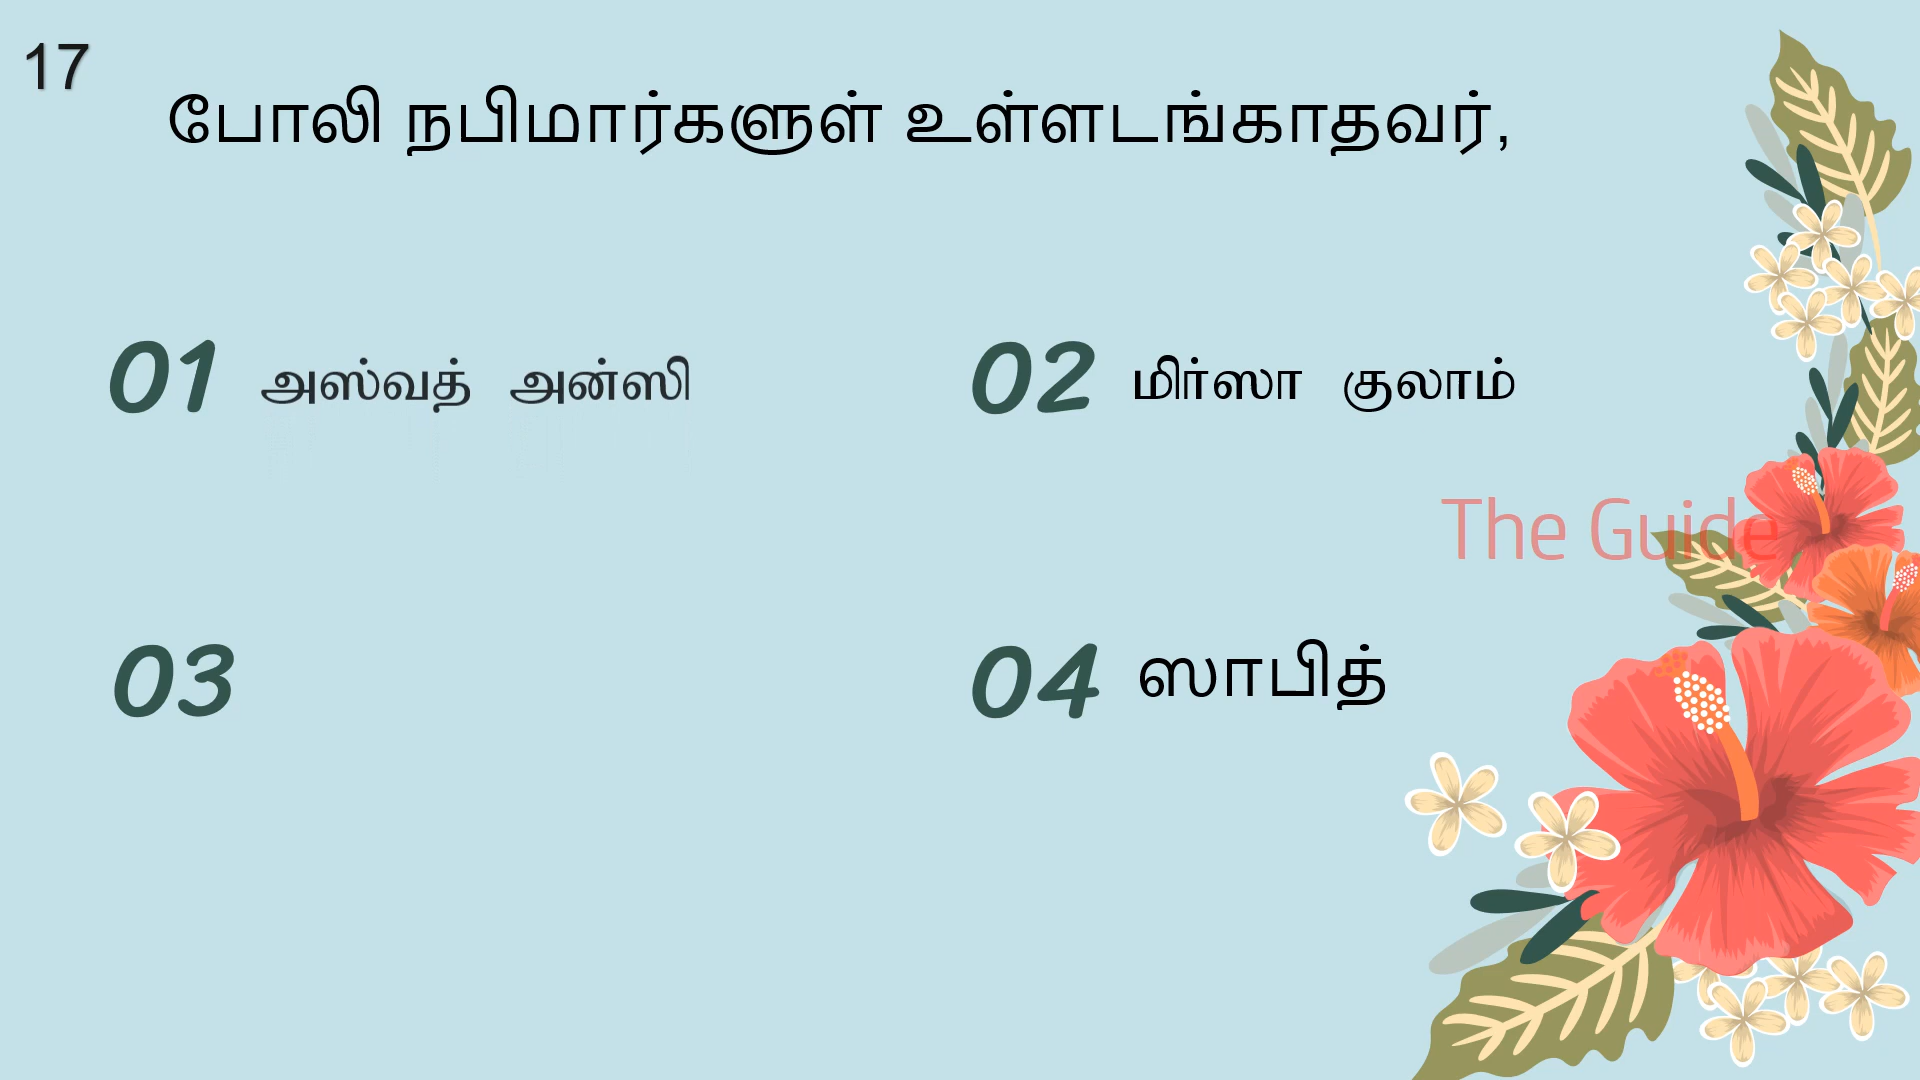 17
போலி நபிமார்களுள் உள்ளடங்காதவர்,
01 அஸ்வத் அன்ஸி
02 மிர்ஸா குலாம்
The Guide
03
04 ஸாபித்